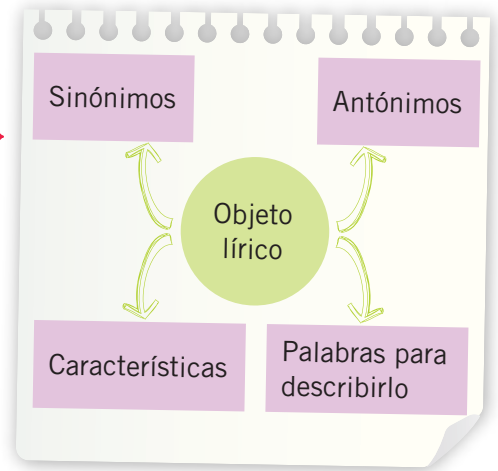 Sinónimos
Antónimos
Objeto
lírico
Características
Palabras para
describirlo